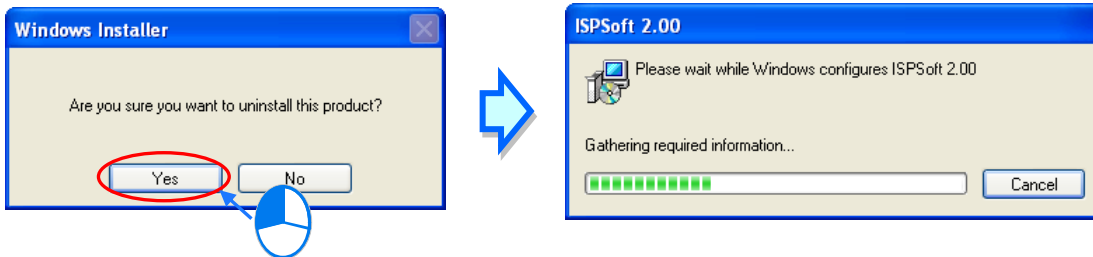 Windows Installer
Are you sure you want to uninstall this product?
Yes
No
ISPSoft 2.00
Please wait while Windows configures ISPSoft 2.00
Gathering required information...
Cancel